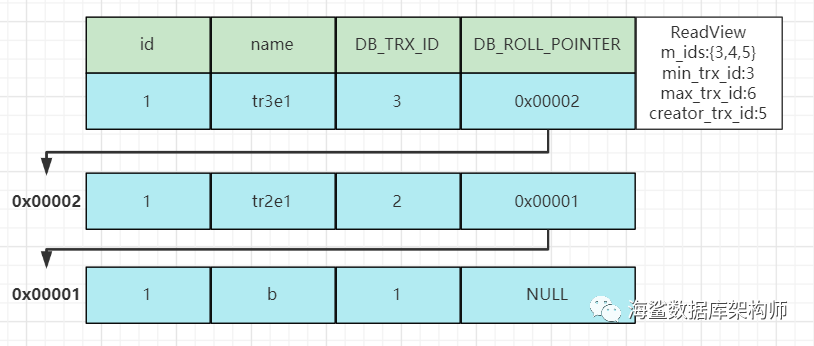 id name DB_TRX_ID DB_ROLL_POINTER
1 tr3e1 3 0x00002
ReadView
m_ids:{3,4,5}
min_trx_id:3
max_trx_id:6
creator_trx_id:5
0x00002 1 tr2e1 2 0x00001
0x00001 1 b 1 NULL
海鲨数据库架构师